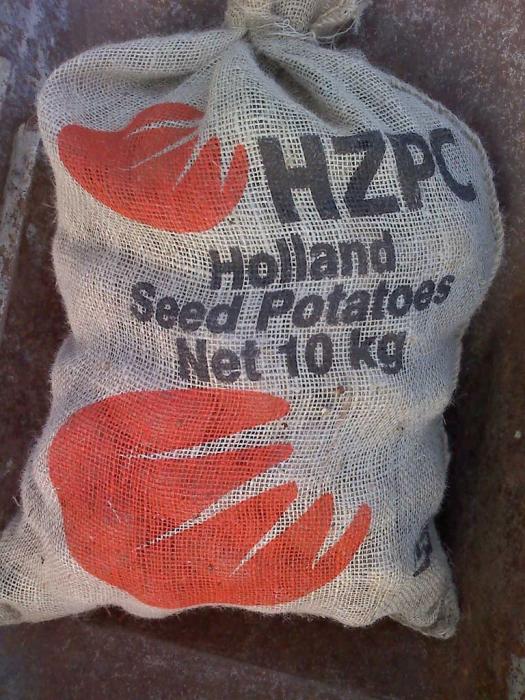 HZPC
Holland
Seed Potatoes
Net 10 kg